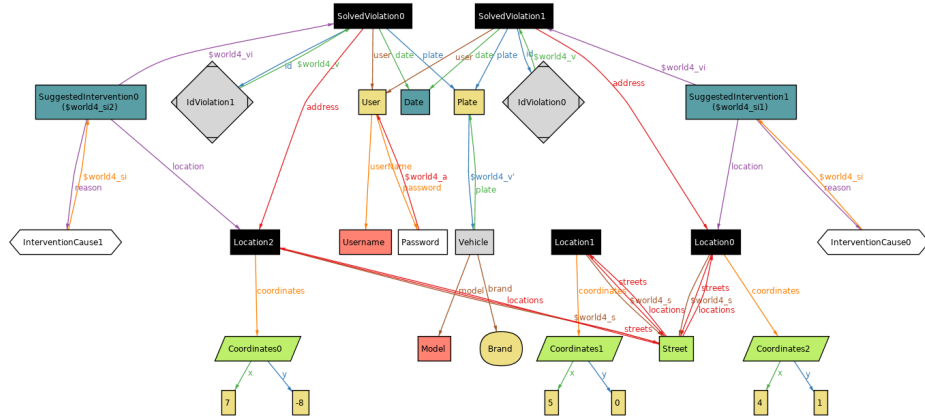 SolvedViolation0
SolvedViolation1
$world4_vi
id
$world4_v
user
date
plate
user
date
plate
id
$world4_v
$world4_vi
SuggestedIntervention0
($world4_si2)
IdViolation1
address
User
Date
Plate
IdViolation0
address
SuggestedIntervention1
($world4_si1)
$world4_si
reason
location
userName
$world4_a
password
$world4_v'
plate
location
$world4_si
reason
InterventionCause1
Location2
Username
Password
Vehicle
Location1
Location0
InterventionCause0
coordinates
model
brand
locations
$world4_s
streets
coordinates
streets
$world4_s
locations
streets
$world4_s
locations
coordinates
Coordinates0
Model
Brand
Coordinates1
Street
Coordinates2
x
y
x
y
x
y
7
-8
5
0
4
1